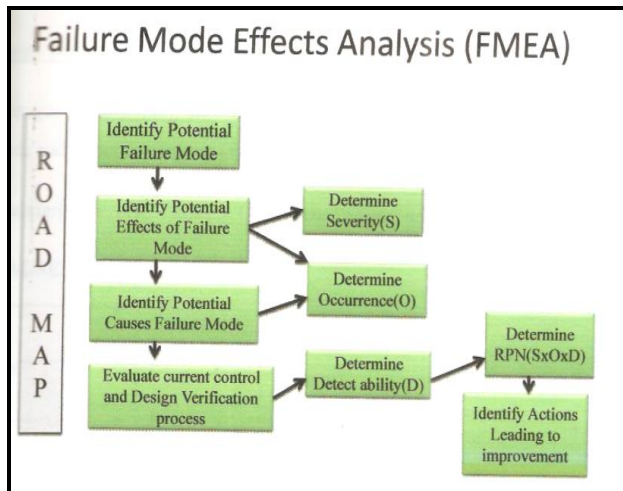 Failure Mode Effects Analysis (FMEA)
R
O
A
D
M
A
P
Identify Potential
Failure Mode
Identify Potential
Effects of Failure
Mode
Determine
Severity(S)
Identify Potential
Causes Failure Mode
Determine
Occurrence(O)
Evaluate current control
and Design Verification
process
Determine
Detect ability(D)
Determine
RPN(SxOxD)
Identify Actions
Leading to
improvement